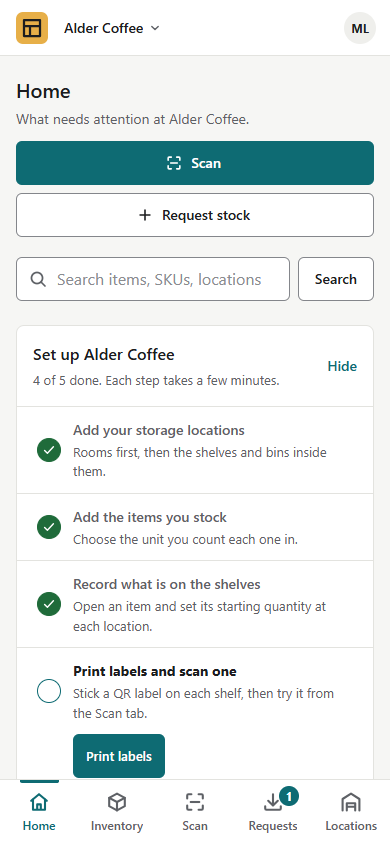 Alder Coffee
ML
Home
What needs attention at Alder Coffee.
Scan
Request stock
Search items, SKUs, locations
Search
Set up Alder Coffee
4 of 5 done. Each step takes a few minutes.
Hide
Add your storage locations
Rooms first, then the shelves and bins inside
them.
Add the items you stock
Choose the unit you count each one in.
Record what is on the shelves
Open an item and set its starting quantity at
each location.
Print labels and scan one
Stick a QR label on each shelf, then try it from
the Scan tab.
Print labels
1
Home
Inventory
Scan
Requests
Locations